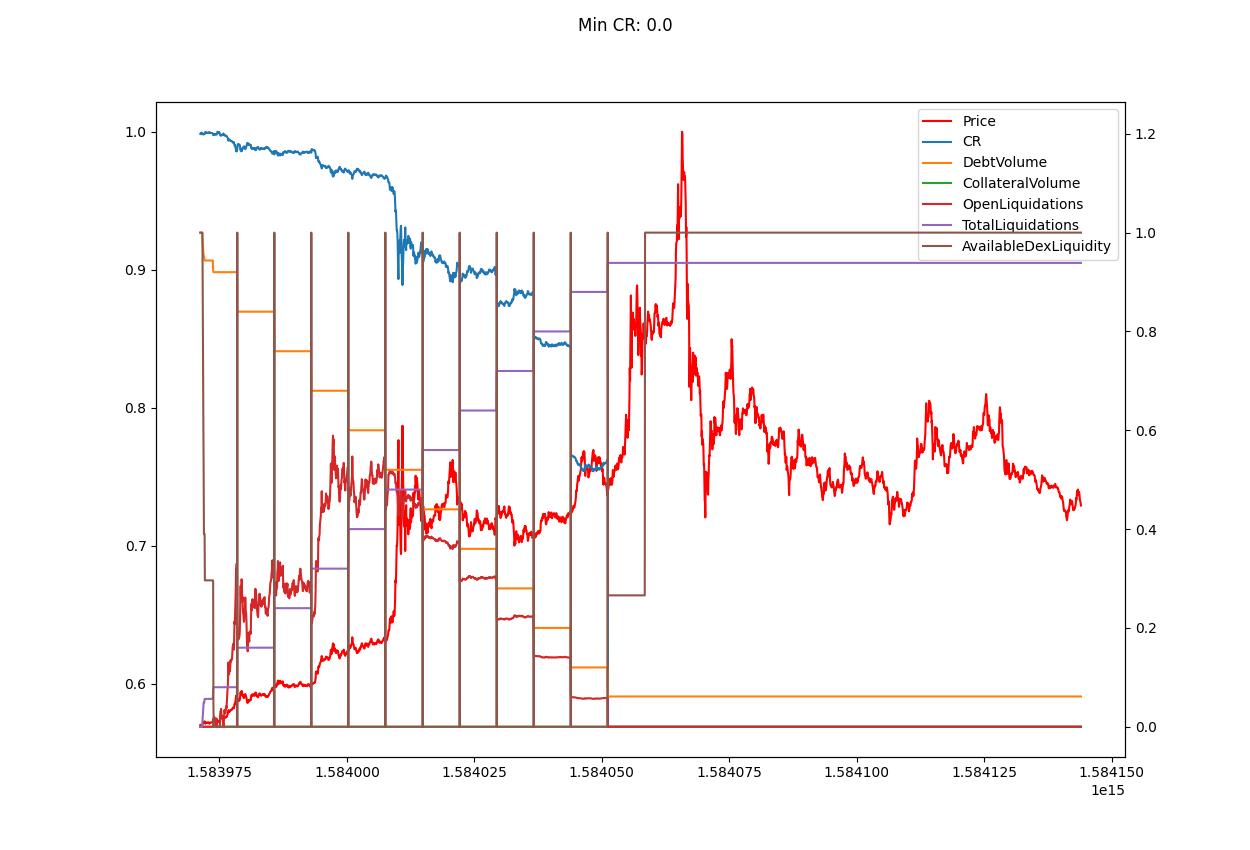 Min CR: 0.0
Price
CR
DebtVolume
CollateralVolume
OpenLiquidations
TotalLiquidations
AvailableDexLiquidity
1.0
0.9
0.8
0.7
0.6
1.2
1.0
0.8
0.6
0.4
0.2
0.0
1.583975 1.584000 1.584025 1.584050 1.584075 1.584100 1.584125 1.584150
1e15